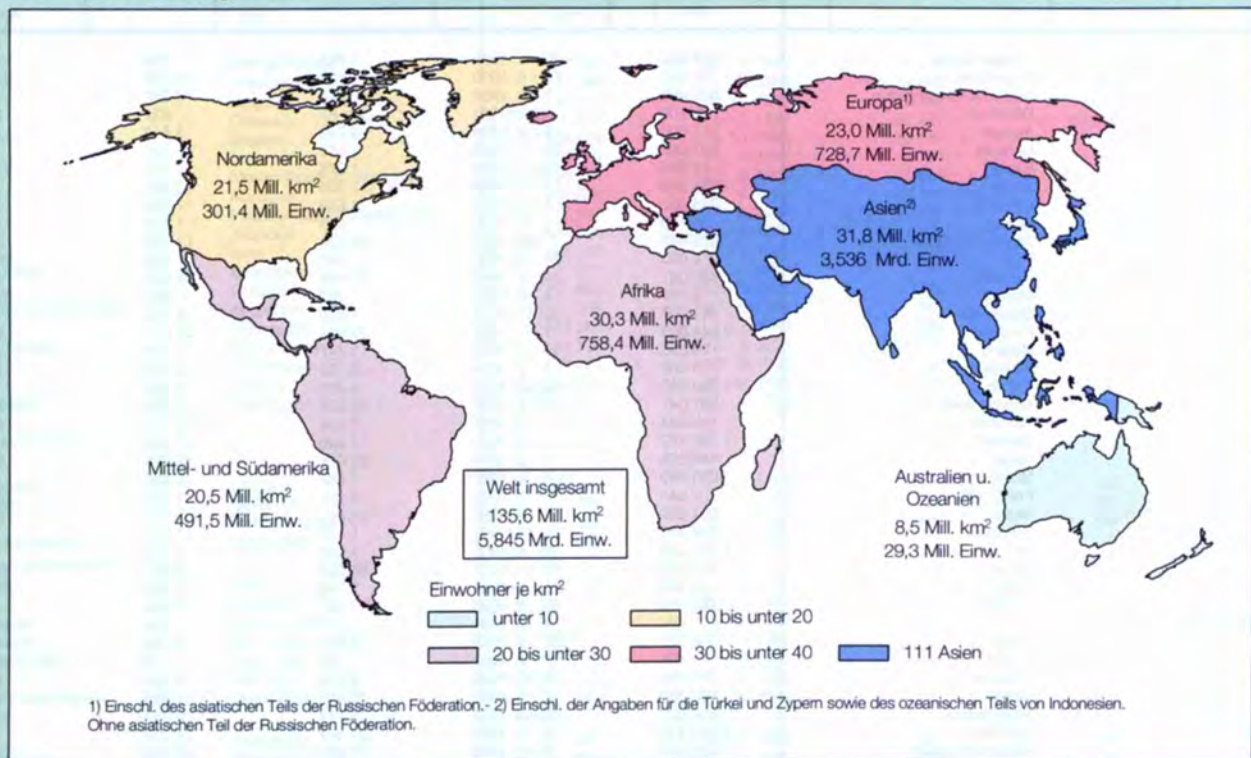 Nordamerika
21,5 Mill. km²
301,4 Mill. Einw.
Europa¹⁾
23,0 Mill. km²
728,7 Mill. Einw.
Asien²⁾
31,8 Mill. km²
3,536 Mrd. Einw.
Afrika
30,3 Mill. km²
758,4 Mill. Einw.
Mittel- und Südamerika
20,5 Mill. km²
491,5 Mill. Einw.
Welt insgesamt
135,6 Mill. km²
5,845 Mrd. Einw.
Australien u.
Ozeanien
8,5 Mill. km²
29,3 Mill. Einw.
Einwohner je km²
unter 10
10 bis unter 20
20 bis unter 30
30 bis unter 40
111 Asien
1) Einschl. des asiatischen Teils der Russischen Föderation.- 2) Einschl. der Angaben für die Türkei und Zypern sowie des ozeanischen Teils von Indonesien.
Ohne asiatischen Teil der Russischen Föderation.